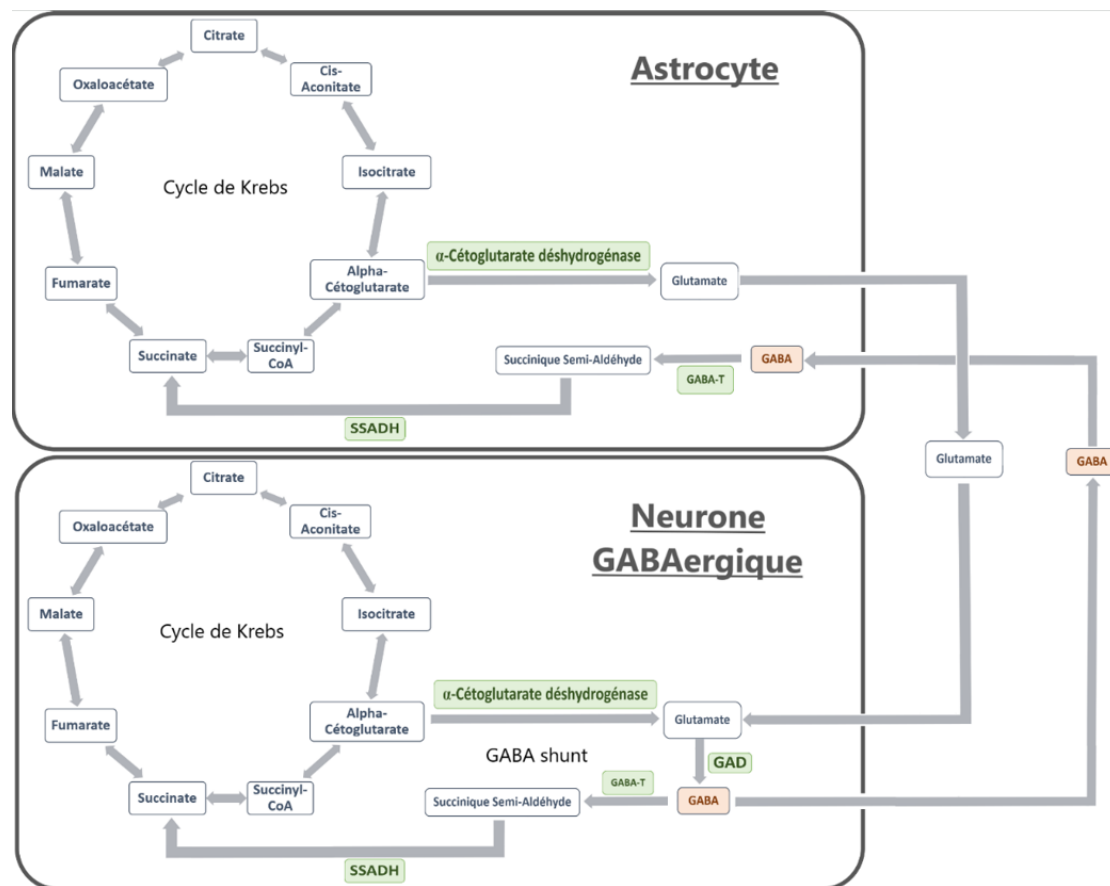 Citrate
Oxaloacétate
Cis-
Aconitate
Astrocyte
Malate
Cycle de Krebs
Isocitrate
α-Cétoglutarate déshydrogénase
Fumarate
Alpha-
Cétoglutarate
Glutamate
Succinate
Succinyl-
CoA
Succinique Semi-Aldéhyde
GABA-T
GABA
SSADH
Glutamate
GABA
Citrate
Oxaloacétate
Cis-
Aconitate
Neurone
GABAergique
Malate
Cycle de Krebs
Isocitrate
α-Cétoglutarate déshydrogénase
Fumarate
Alpha-
Cétoglutarate
Glutamate
GABA shunt
GAD
Succinate
Succinyl-
CoA
Succinique Semi-Aldéhyde
GABA-T
GABA
SSADH